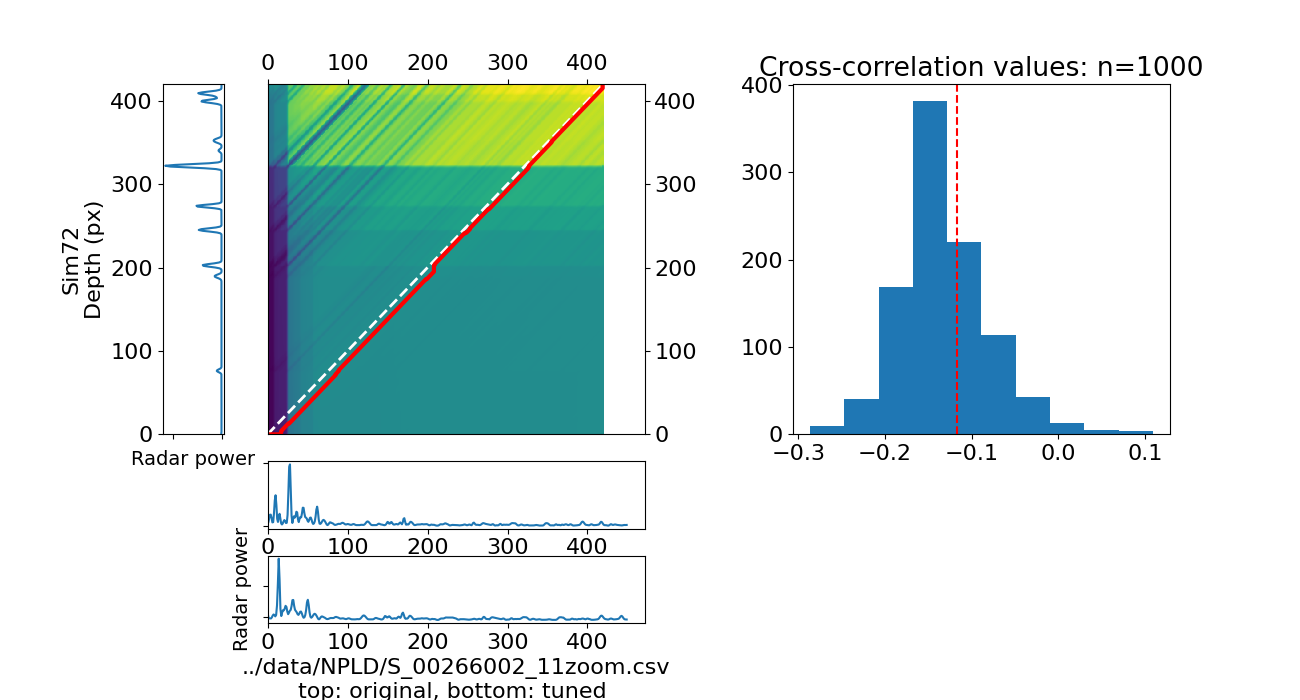 0 100 200 300 400
Cross-correlation values: n=1000
400
300
200
100
0
Sim72
Depth (px)
400
300
200
100
0
400
300
200
100
0
−0.3 −0.2 −0.1 0.0 0.1
Radar power
0 100 200 300 400
Radar power
0 100 200 300 400
../data/NPLD/S_00266002_11zoom.csv
top: original, bottom: tuned